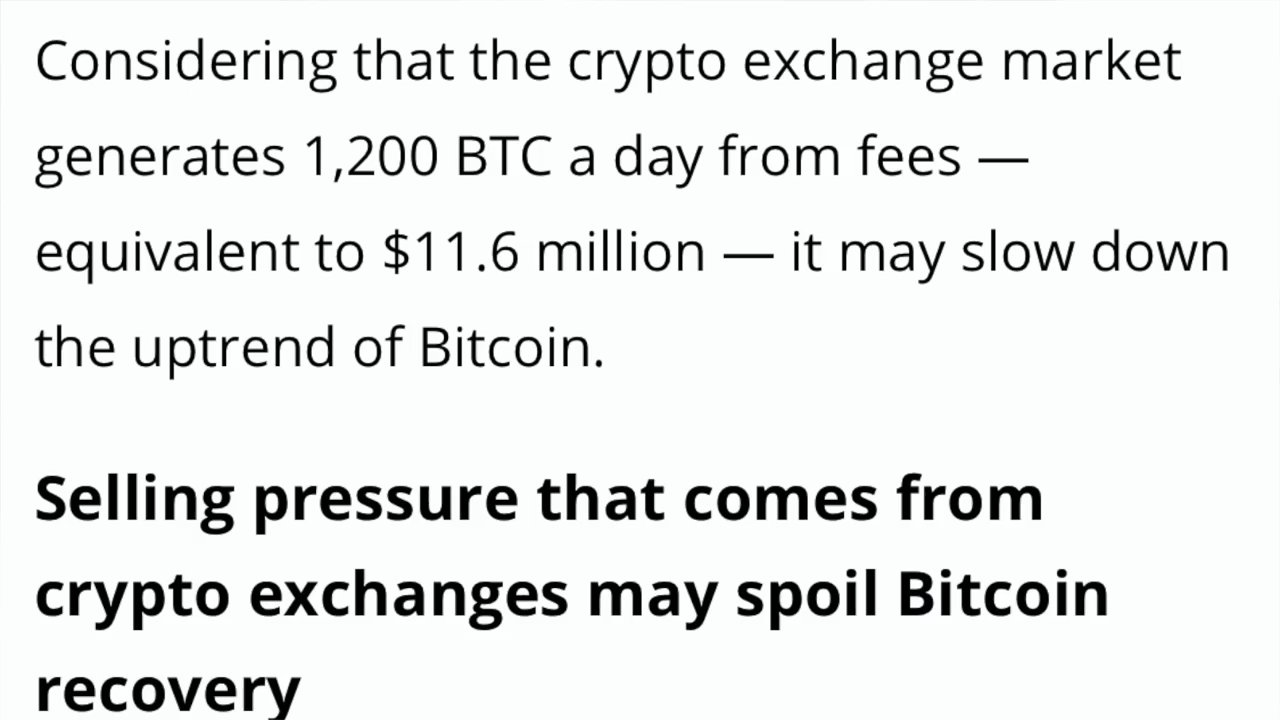 Considering that the crypto exchange market
generates 1,200 BTC a day from fees —
equivalent to $11.6 million — it may slow down
the uptrend of Bitcoin.
Selling pressure that comes from
crypto exchanges may spoil Bitcoin
recovery